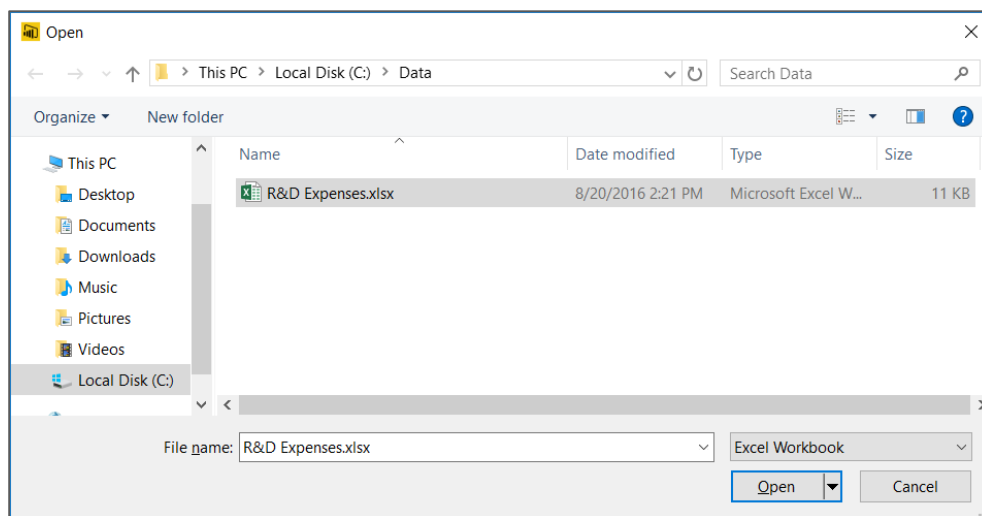 Open
This PC > Local Disk (C:) > Data
Search Data
Organize
New folder
?
Name
Date modified
Type
Size
This PC
Desktop
Documents
Downloads
Music
Pictures
Videos
Local Disk (C:)
R&D Expenses.xlsx 8/20/2016 2:21 PM Microsoft Excel W... 11 KB
File name: R&D Expenses.xlsx
Excel Workbook
Open
Cancel